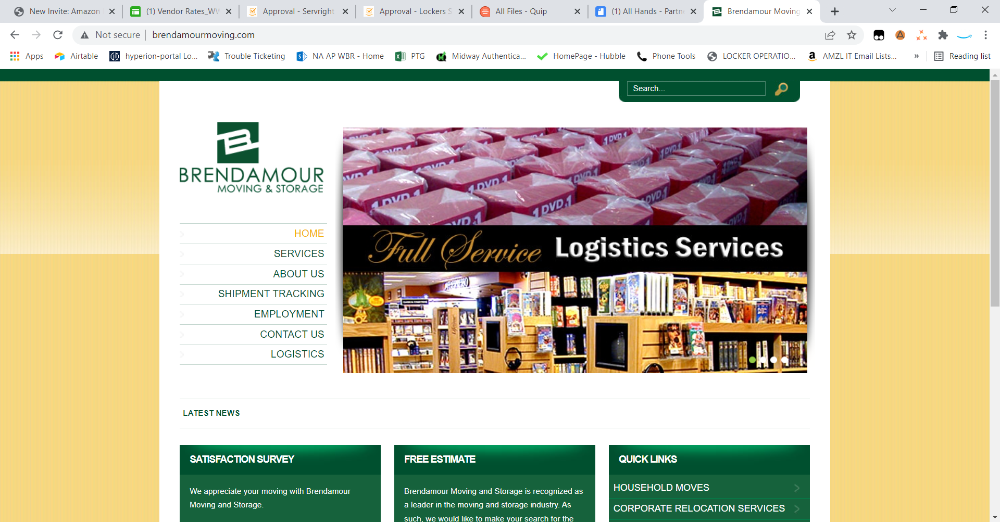 New Invite: Amazon
(1) Vendor Rates_WW
Approval - Servright
Approval - Lockers S
All Files - Quip
(1) All Hands - Partn
Brendamour Moving
Not secure
brendamourmoving.com
Apps
Airtable
hyperion-portal Lo...
Trouble Ticketing
NA AP WBR - Home
PTG
Midway Authentica...
HomePage - Hubble
Phone Tools
LOCKER OPERATIO...
AMZL IT Email Lists...
»
Reading list
Search...
B
BRENDAMOUR
MOVING & STORAGE
HOME
SERVICES
ABOUT US
SHIPMENT TRACKING
EMPLOYMENT
CONTACT US
LOGISTICS
1 DVD 1
1 DVD 1
Full Service Logistics Services
LATEST NEWS
SATISFACTION SURVEY
We appreciate your moving with Brendamour
Moving and Storage.
FREE ESTIMATE
Brendamour Moving and Storage is recognized as
a leader in the moving and storage industry. As
such, we would like to make your search for the
QUICK LINKS
HOUSEHOLD MOVES
CORPORATE RELOCATION SERVICES